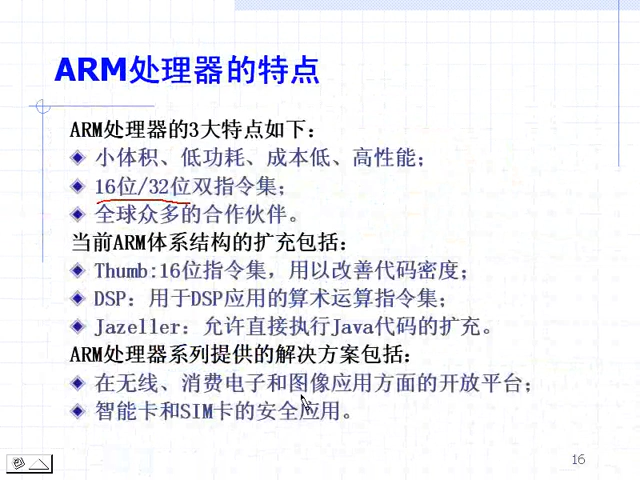 ARM处理器的特点
ARM处理器的3大特点如下：
小体积、低功耗、成本低、高性能；
16位/32位双指令集；
全球众多的合作伙伴。
当前ARM体系结构的扩充包括：
Thumb:16位指令集，用以改善代码密度；
DSP：用于DSP应用的算术运算指令集；
Jazeller：允许直接执行Java代码的扩充。
ARM处理器系列提供的解决方案包括：
在无线、消费电子和图像应用方面的开放平台；
智能卡和SIM卡的安全应用。
16